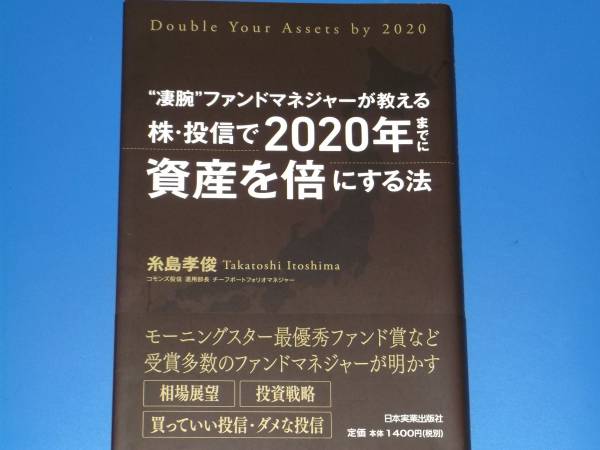 Double Your Assets by 2020
“凄腕”ファンドマネジャーが教える
株・投信で2020年までに
資産を倍にする法
糸島孝俊 Takatoshi Itoshima
コモンズ投信 運用部長 チーフポートフォリオマネジャー
モーニングスター最優秀ファンド賞など
受賞多数のファンドマネジャーが明かす
相場展望 投資戦略
買っていい投信・ダメな投信
日本実業出版社
定価 本体1400円(税別)